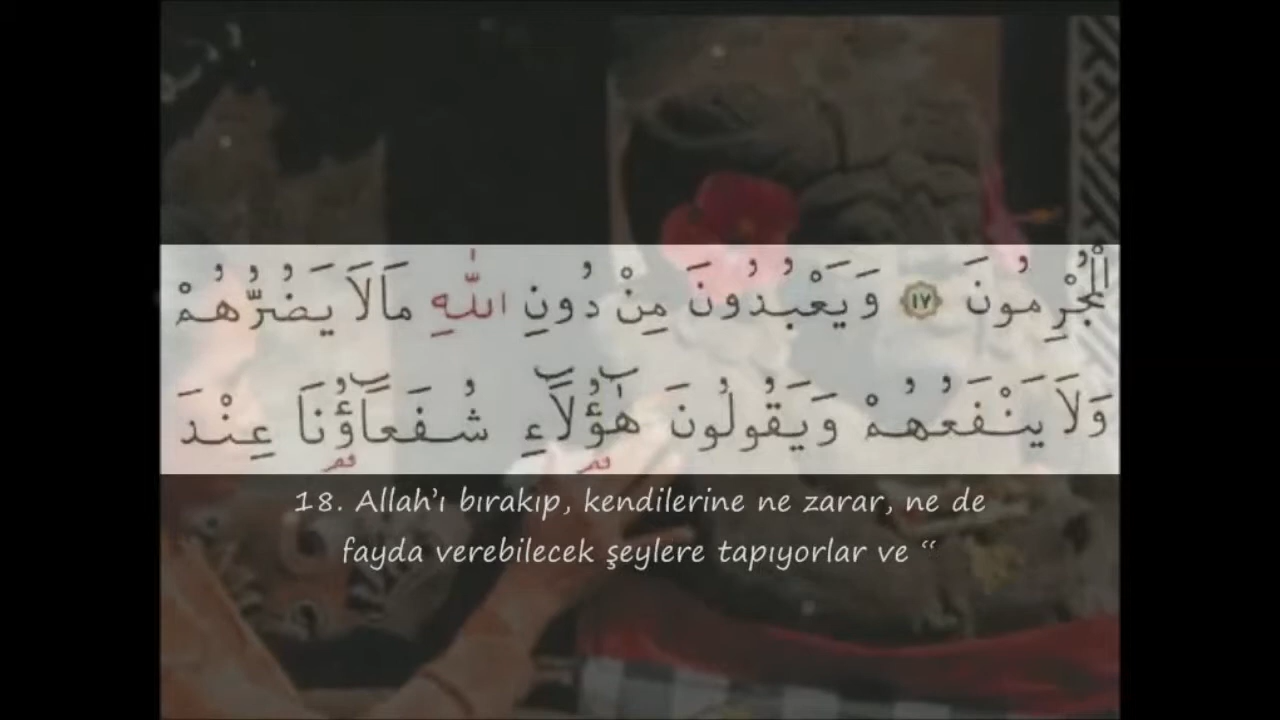 الْمُجْرِمُونَ ﴿١٧﴾ وَيَعْبُدُونَ مِنْ دُونِ اللّٰهِ مَالَا يَضُرُّهُمْ
وَلَا يَنْفَعُهُمْ وَيَقُولُونَ هٰٓؤُ۬لَٓاءِ شُفَعَٓاؤُ۬نَا عِنْدَ
18. Allah’ı bırakıp, kendilerine ne zarar, ne de
fayda verebilecek şeylere tapıyorlar ve “